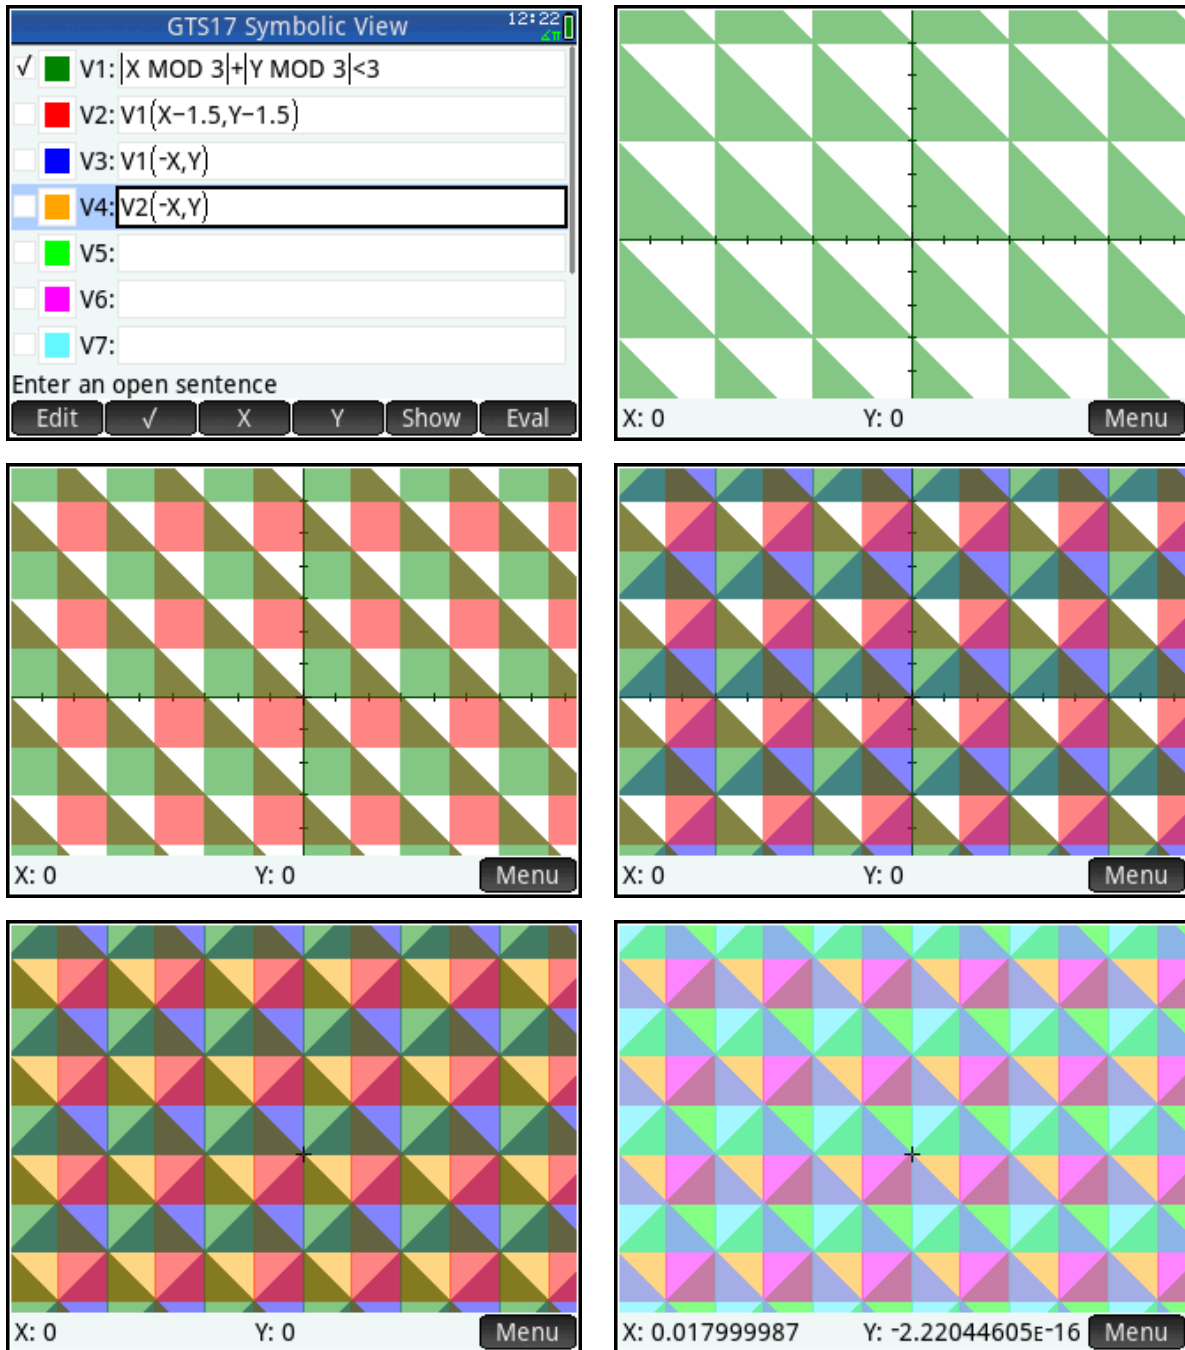 GTS17 Symbolic View 12:22
∡π
√ V1: |X MOD 3|+|Y MOD 3|<3
V2: V1(X−1.5,Y−1.5)
V3: V1(-X,Y)
V4: V2(-X,Y)
V5:
V6:
V7:
Enter an open sentence
Edit √ X Y Show Eval
X: 0 Y: 0 Menu
X: 0 Y: 0 Menu
X: 0 Y: 0 Menu
X: 0 Y: 0 Menu
X: 0.017999987 Y: -2.22044605E-16 Menu